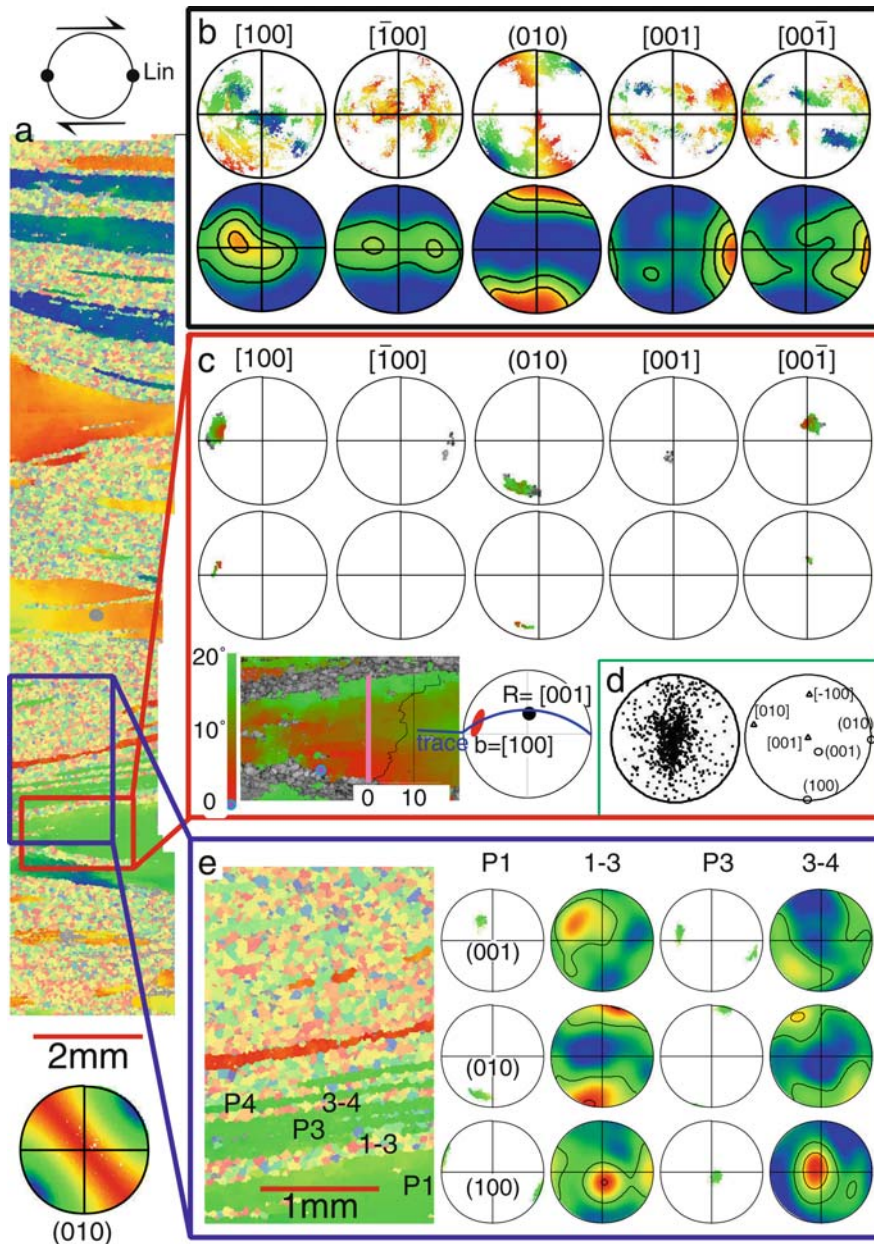 Lin
a
b
[100] [1̄00] (010) [001] [001̄]
c
[100] [1̄00] (010) [001] [001̄]
20°
10°
0
0 10
trace
R= [001]
b=[100]
d
[-100]
[010] (010)
[001] (001)
(100)
2mm
(010)
e
P1 1-3 P3 3-4
(001)
(010)
(100)
P4 3-4
P3 1-3
P1
1mm